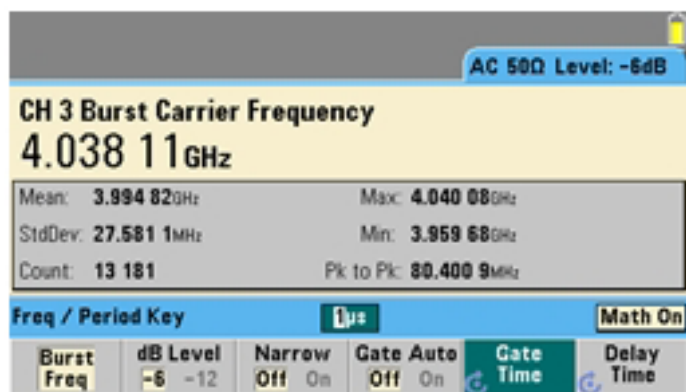 AC 50Ω Level: -6dB
CH 3 Burst Carrier Frequency
4.038 11GHz
Mean: 3.994 82GHz Max: 4.040 08GHz
StdDev: 27.581 1MHz Min: 3.959 68GHz
Count: 13 181 Pk to Pk: 80.400 9MHz
Freq / Period Key 1µs Math On
Burst Freq dB Level -6 -12 Narrow Off On Gate Auto Off On Gate Time Delay Time